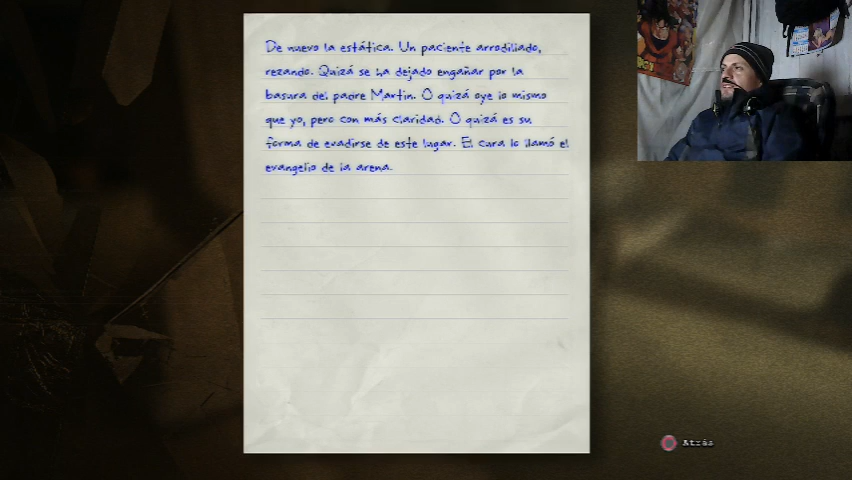 De nuevo la estática. Un paciente arrodillado,
rezando. Quizá se ha dejado engañar por la
basura del padre Martin. O quizá oye lo mismo
que yo, pero con más claridad. O quizá es su
forma de evadirse de este lugar. El cura lo llamó el
evangelio de la arena.
Atrás